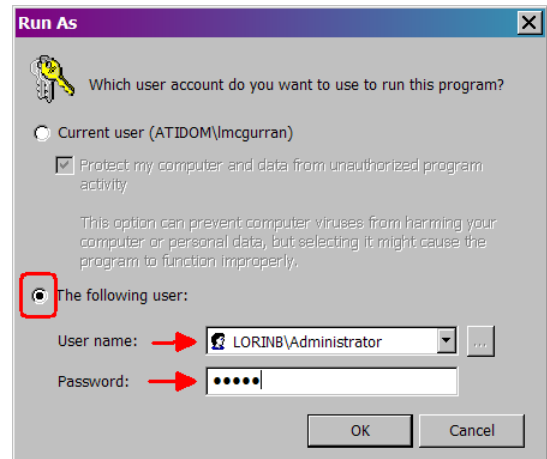 Run As
Which user account do you want to use to run this program?
Current user (ATIDOM\lmcgurran)
Protect my computer and data from unauthorized program
activity
This option can prevent computer viruses from harming your
computer or personal data, but selecting it might cause the
program to function improperly.
The following user:
User name: LORINB\Administrator ...
Password: •••••
OK Cancel